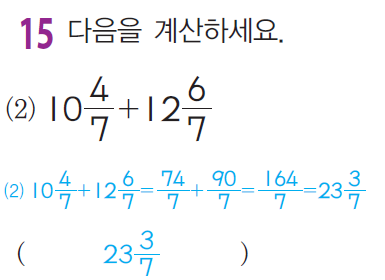 15 다음을 계산하세요.
(2) 10 4/7 + 12 6/7
(2) 10 4/7 + 12 6/7 = 74/7 + 90/7 = 164/7 = 23 3/7
( 23 3/7 )